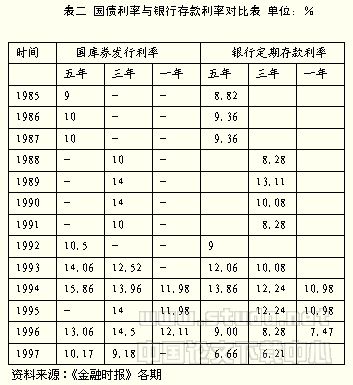 表二 国债利率与银行存款利率对比表 单位：%
时间 国库券发行利率 银行定期存款利率
五年 三年 一年 五年 三年 一年
1985 9 – – 8.82
1986 10 – – 9.36
1987 10 – – 9.36
1988 – 10 – 8.28
1989 – 14 – 13.11
1990 – 14 – 10.08
1991 – 10 – 8.28
1992 10.5 – – 9
1993 14.06 12.52 – 12.06 10.08
1994 15.86 13.96 11.98 13.86 12.24 10.98
1995 – 14 11.98 12.24 10.98
1996 13.06 14.5 12.11 9.00 8.28 7.47
1997 10.17 9.18 – 6.66 6.21
资料来源：《金融时报》各期